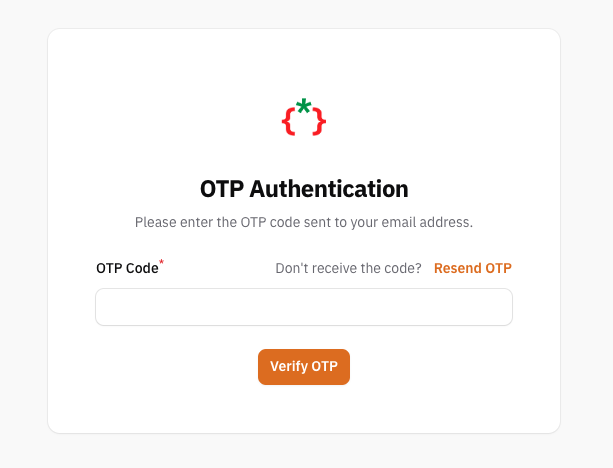 {*}
OTP Authentication
Please enter the OTP code sent to your email address.
OTP Code* Don't receive the code? Resend OTP
Verify OTP